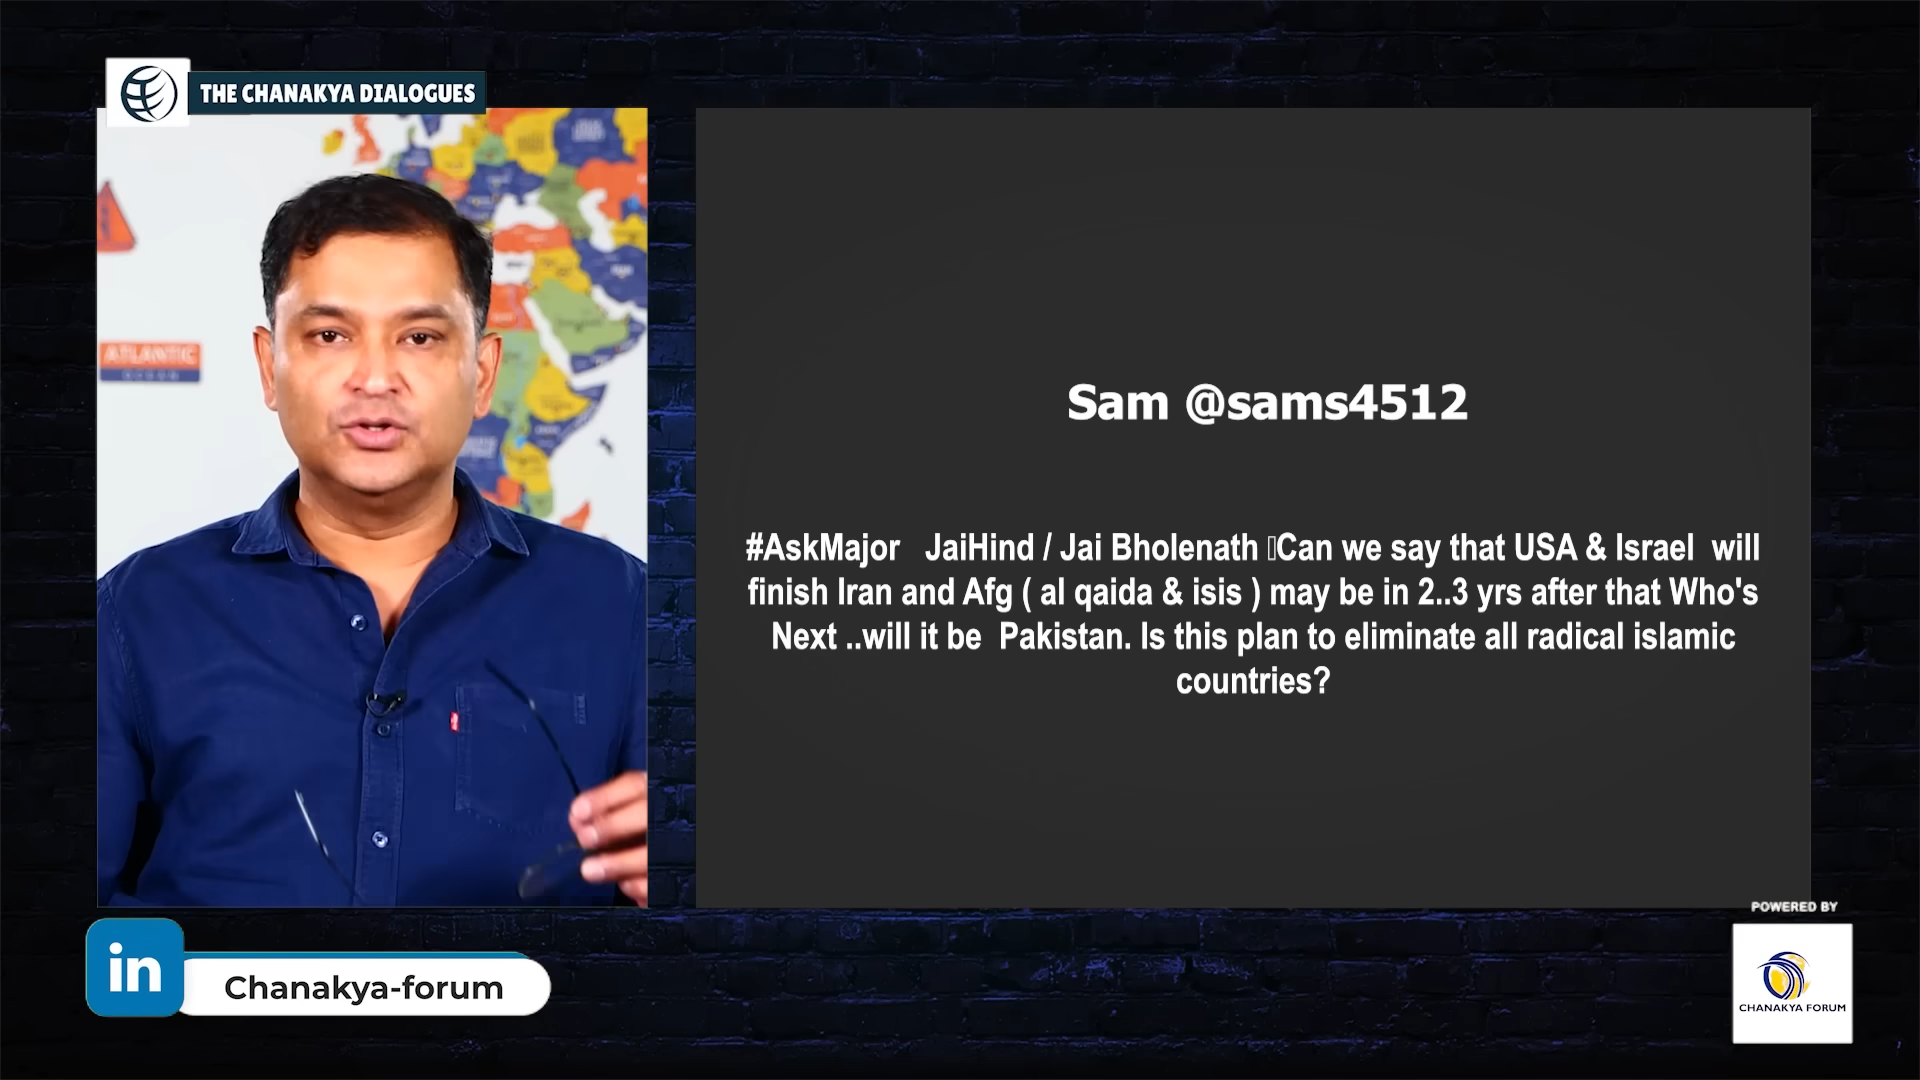 THE CHANAKYA DIALOGUES
ATLANTIC
OCEAN
Sam @sams4512
#AskMajor JaiHind / Jai Bholenath Can we say that USA & Israel will
finish Iran and Afg ( al qaida & isis ) may be in 2..3 yrs after that Who's
Next ..will it be Pakistan. Is this plan to eliminate all radical islamic
countries?
in
Chanakya-forum
POWERED BY
CHANAKYA FORUM